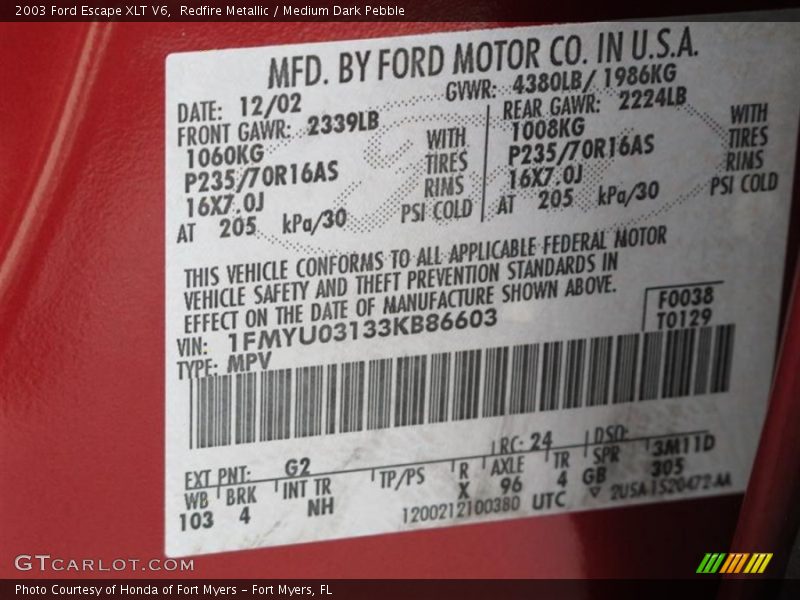 2003 Ford Escape XLT V6, Redfire Metallic / Medium Dark Pebble
MFD. BY FORD MOTOR CO. IN U.S.A.
DATE: 12/02 GVWR: 4380LB/ 1986KG
FRONT GAWR: 2339LB REAR GAWR: 2224LB
1060KG WITH 1008KG WITH
P235/70R16AS TIRES P235/70R16AS TIRES
16X7.0J RIMS 16X7.0J RIMS
AT 205 kPa/30 PSI COLD AT 205 kPa/30 PSI COLD
THIS VEHICLE CONFORMS TO ALL APPLICABLE FEDERAL MOTOR
VEHICLE SAFETY AND THEFT PREVENTION STANDARDS IN
EFFECT ON THE DATE OF MANUFACTURE SHOWN ABOVE.
VIN: 1FMYU03133KB86603 F0038
TYPE: MPV T0129
EXT PNT: G2 RC: 24 DSO:
WB BRK INT TR TP/PS R AXLE TR SPR 3M11D
103 4 NH X 96 4 GB 305
1200212100380 UTC 2USA-1520472-AA
GTCARLOT.COM
Photo Courtesy of Honda of Fort Myers – Fort Myers, FL